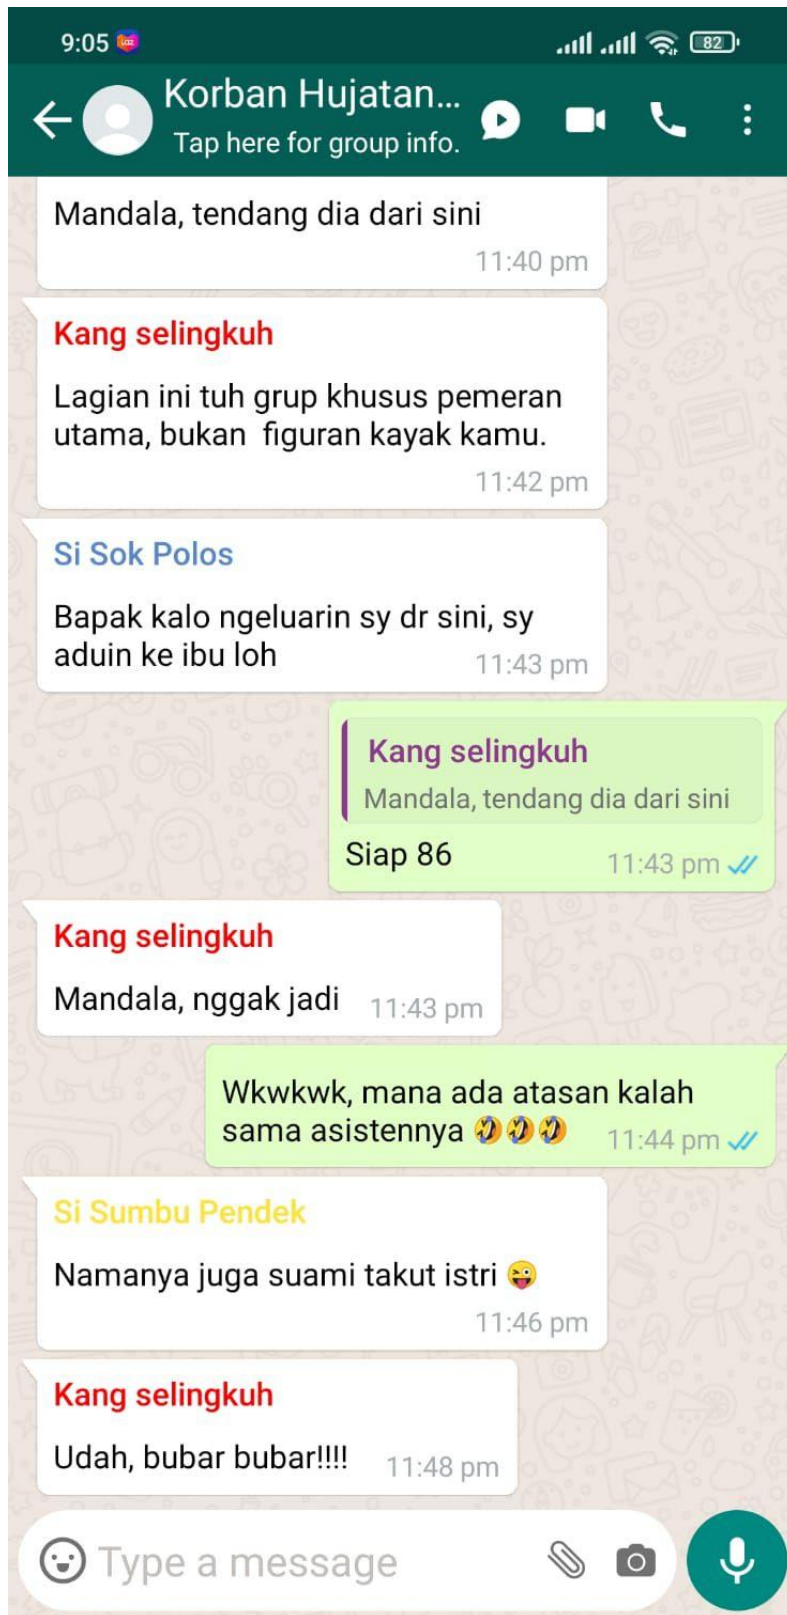 9:05 Laz 82
Korban Hujatan...
Tap here for group info.
Mandala, tendang dia dari sini
11:40 pm
Kang selingkuh
Lagian ini tuh grup khusus pemeran
utama, bukan  figuran kayak kamu.
11:42 pm
Si Sok Polos
Bapak kalo ngeluarin sy dr sini, sy
aduin ke ibu loh 11:43 pm
Kang selingkuh
Mandala, tendang dia dari sini
Siap 86 11:43 pm
Kang selingkuh
Mandala, nggak jadi 11:43 pm
Wkwkwk, mana ada atasan kalah
sama asistennya 🤣🤣🤣 11:44 pm
Si Sumbu Pendek
Namanya juga suami takut istri 😜
11:46 pm
Kang selingkuh
Udah, bubar bubar!!!! 11:48 pm
Type a message